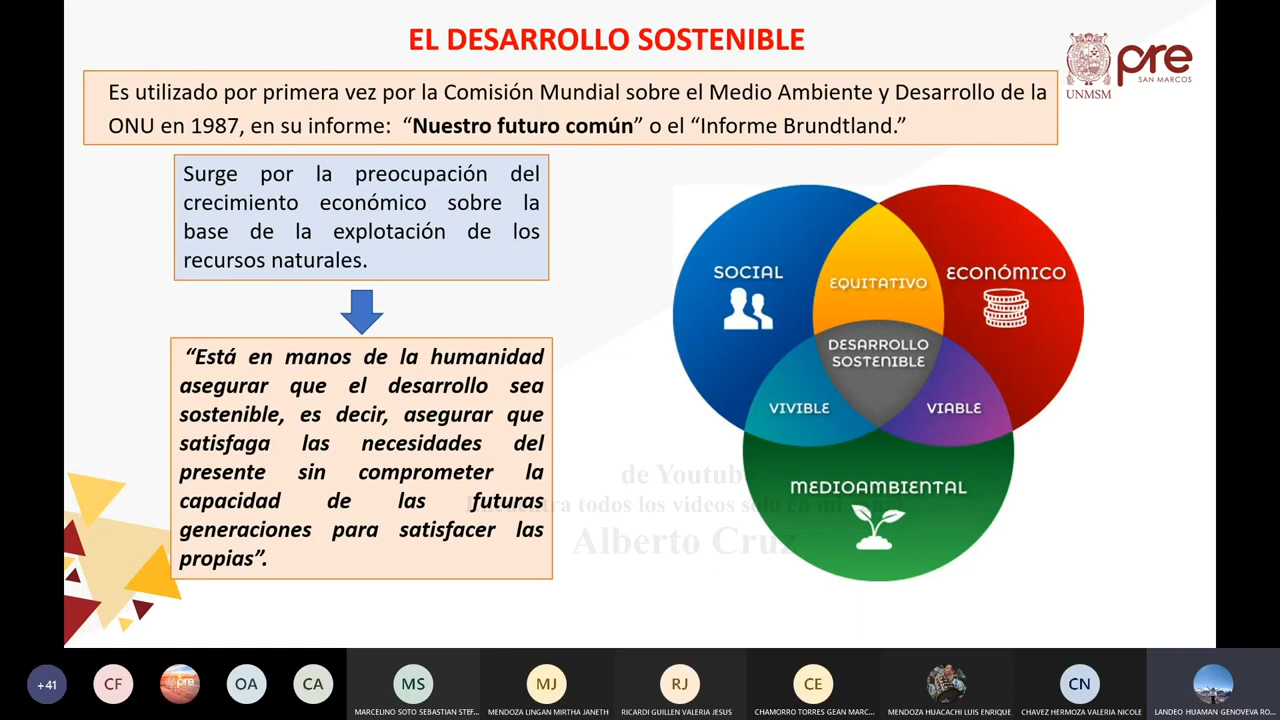 EL DESARROLLO SOSTENIBLE
UNMSM
pre
SAN MARCOS
Es utilizado por primera vez por la Comisión Mundial sobre el Medio Ambiente y Desarrollo de la
ONU en 1987, en su informe: “Nuestro futuro común” o el “Informe Brundtland.”
Surge por la preocupación del
crecimiento económico sobre la
base de la explotación de los
recursos naturales.
“Está en manos de la humanidad
asegurar que el desarrollo sea
sostenible, es decir, asegurar que
satisfaga las necesidades del
presente sin comprometer la
capacidad de las futuras
generaciones para satisfacer las
propias”.
SOCIAL
EQUITATIVO
ECONÓMICO
DESARROLLO
SOSTENIBLE
VIVIBLE
VIABLE
MEDIOAMBIENTAL
de Youtube
todos los videos solo en mi
Alberto Cruz
+41
CF
pre
OA
CA
MS
MARCELINO SOTO SEBASTIAN STEF...
MJ
MENDOZA LINGAN MIRTHA JANETH
RJ
RICARDI GUILLEN VALERIA JESUS
CE
CHAMORRO TORRES GEAN MARC...
MENDOZA HUACACHI LUIS ENRIQUE
CN
CHAVEZ HERMOZA VALERIA NICOLE
LANDEO HUAMAN GENOVEVA RO...